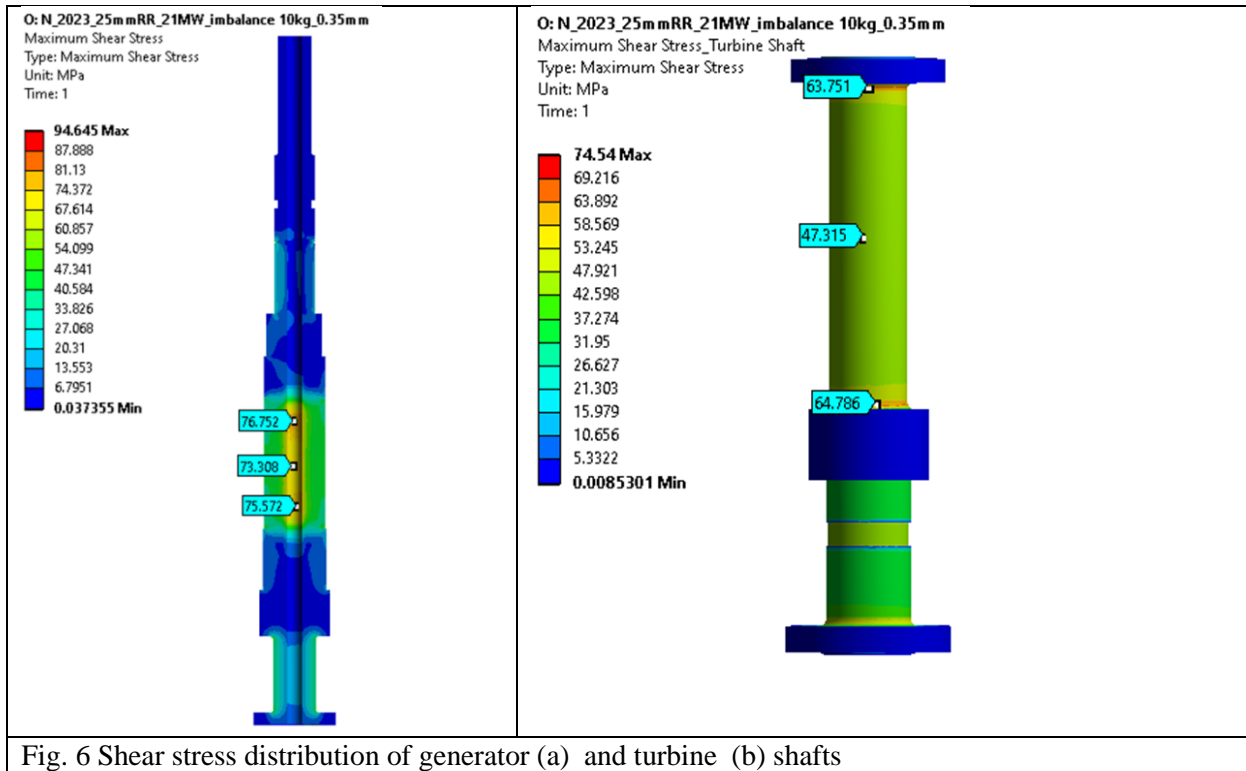 O: N_2023_25mmRR_21MW_imbalance 10kg_0.35mm
Maximum Shear Stress
Type: Maximum Shear Stress
Unit: MPa
Time: 1
94.645 Max
87.888
81.13
74.372
67.614
60.857
54.099
47.341
40.584
33.826
27.068
20.31
13.553
6.7951
0.037355 Min
76.752
73.308
75.572
O: N_2023_25mmRR_21MW_imbalance 10kg_0.35mm
Maximum Shear Stress_Turbine Shaft
Type: Maximum Shear Stress
Unit: MPa
Time: 1
74.54 Max
69.216
63.892
58.569
53.245
47.921
42.598
37.274
31.95
26.627
21.303
15.979
10.656
5.3322
0.0085301 Min
63.751
47.315
64.786
Fig. 6 Shear stress distribution of generator (a) and turbine (b) shafts